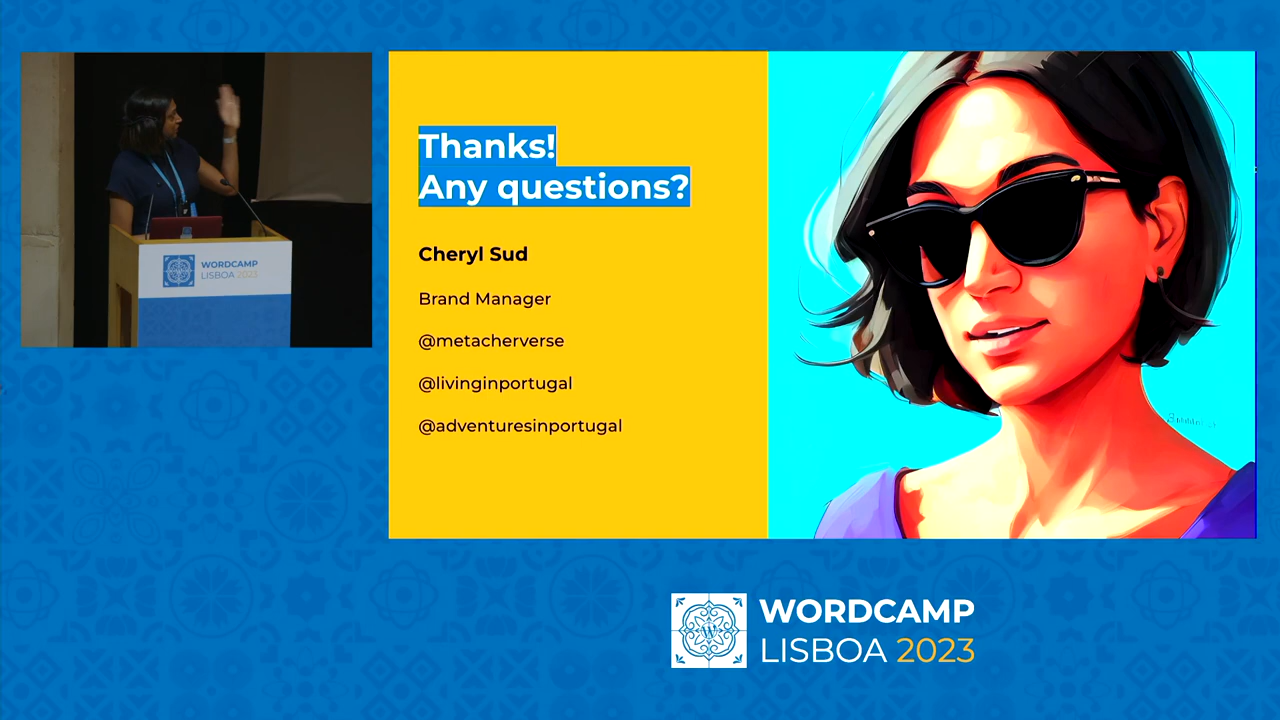 Thanks!
Any questions?
Cheryl Sud
Brand Manager
@metacherverse
@livinginportugal
@adventuresinportugal
WORDCAMP
LISBOA 2023
WORDCAMP
LISBOA 2023